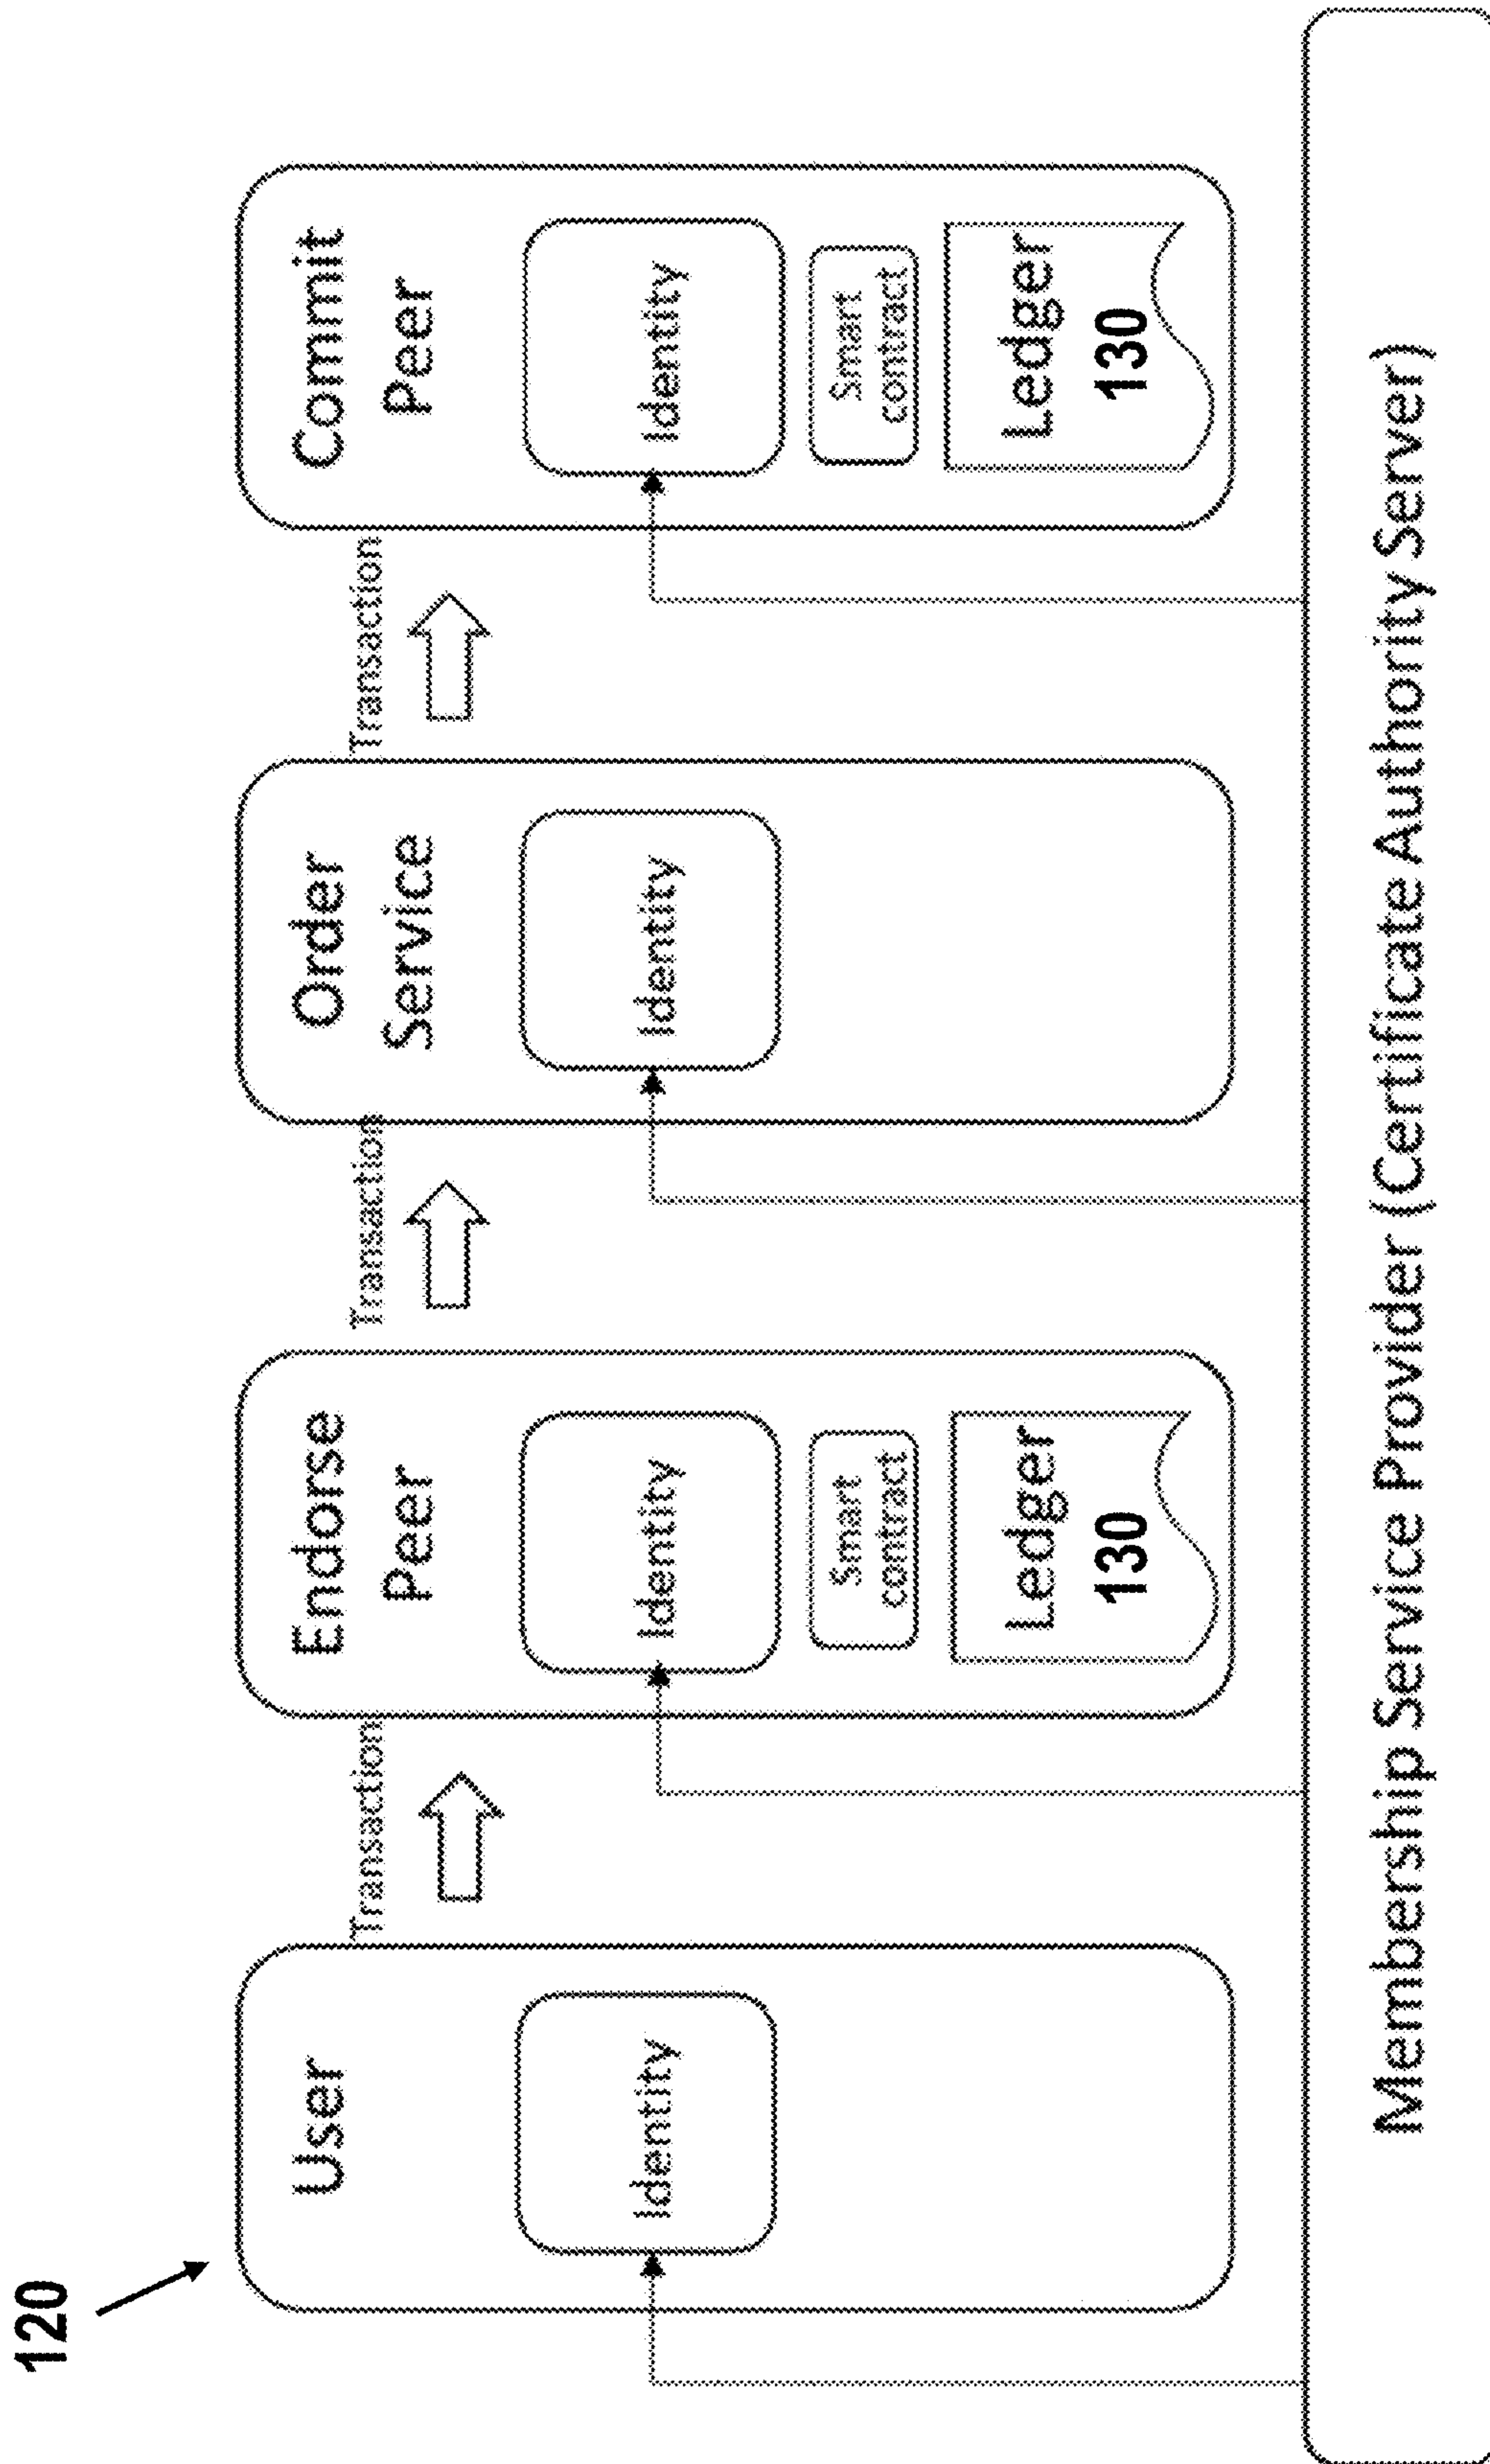 120
User
Identity
Transaction
Endorse
Peer
Identity
Smart
contract
Ledger
130
Transaction
Order
Service
Identity
Transaction
Commit
Peer
Identity
Smart
contract
Ledger
130
Membership Service Provider (Certificate Authority Server)